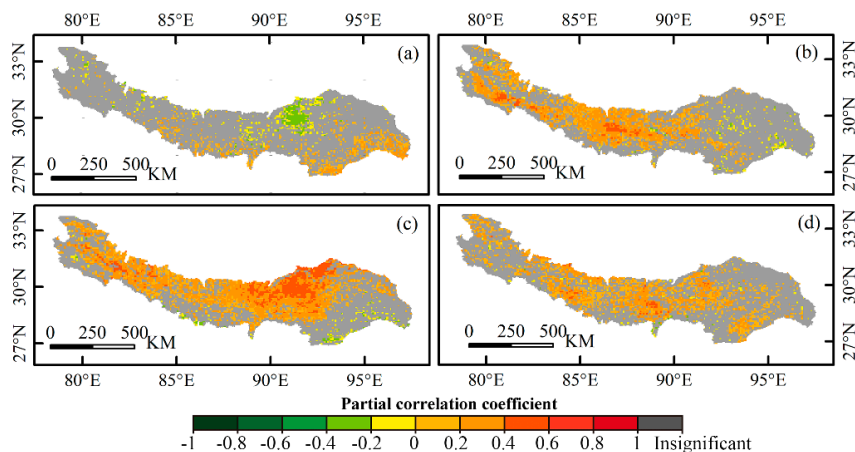 80°E 85°E 90°E 95°E 80°E 85°E 90°E 95°E
33°N (a) (b) 33°N
30°N 30°N
27°N 0 250 500 KM 0 250 500 KM 27°N
33°N (c) (d) 33°N
30°N 30°N
27°N 0 250 500 KM 0 250 500 KM 27°N
80°E 85°E 90°E 95°E 80°E 85°E 90°E 95°E
Partial correlation coefficient
-1 -0.8 -0.6 -0.4 -0.2 0 0.2 0.4 0.6 0.8 1 Insignificant